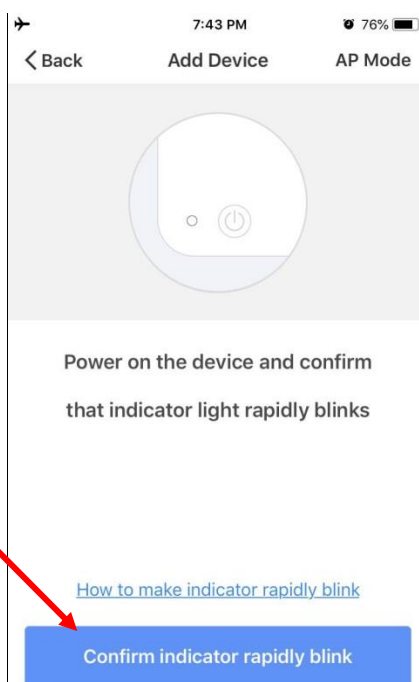 7:43 PM
76%
Back
Add Device
AP Mode
Power on the device and confirm
that indicator light rapidly blinks
How to make indicator rapidly blink
Confirm indicator rapidly blink